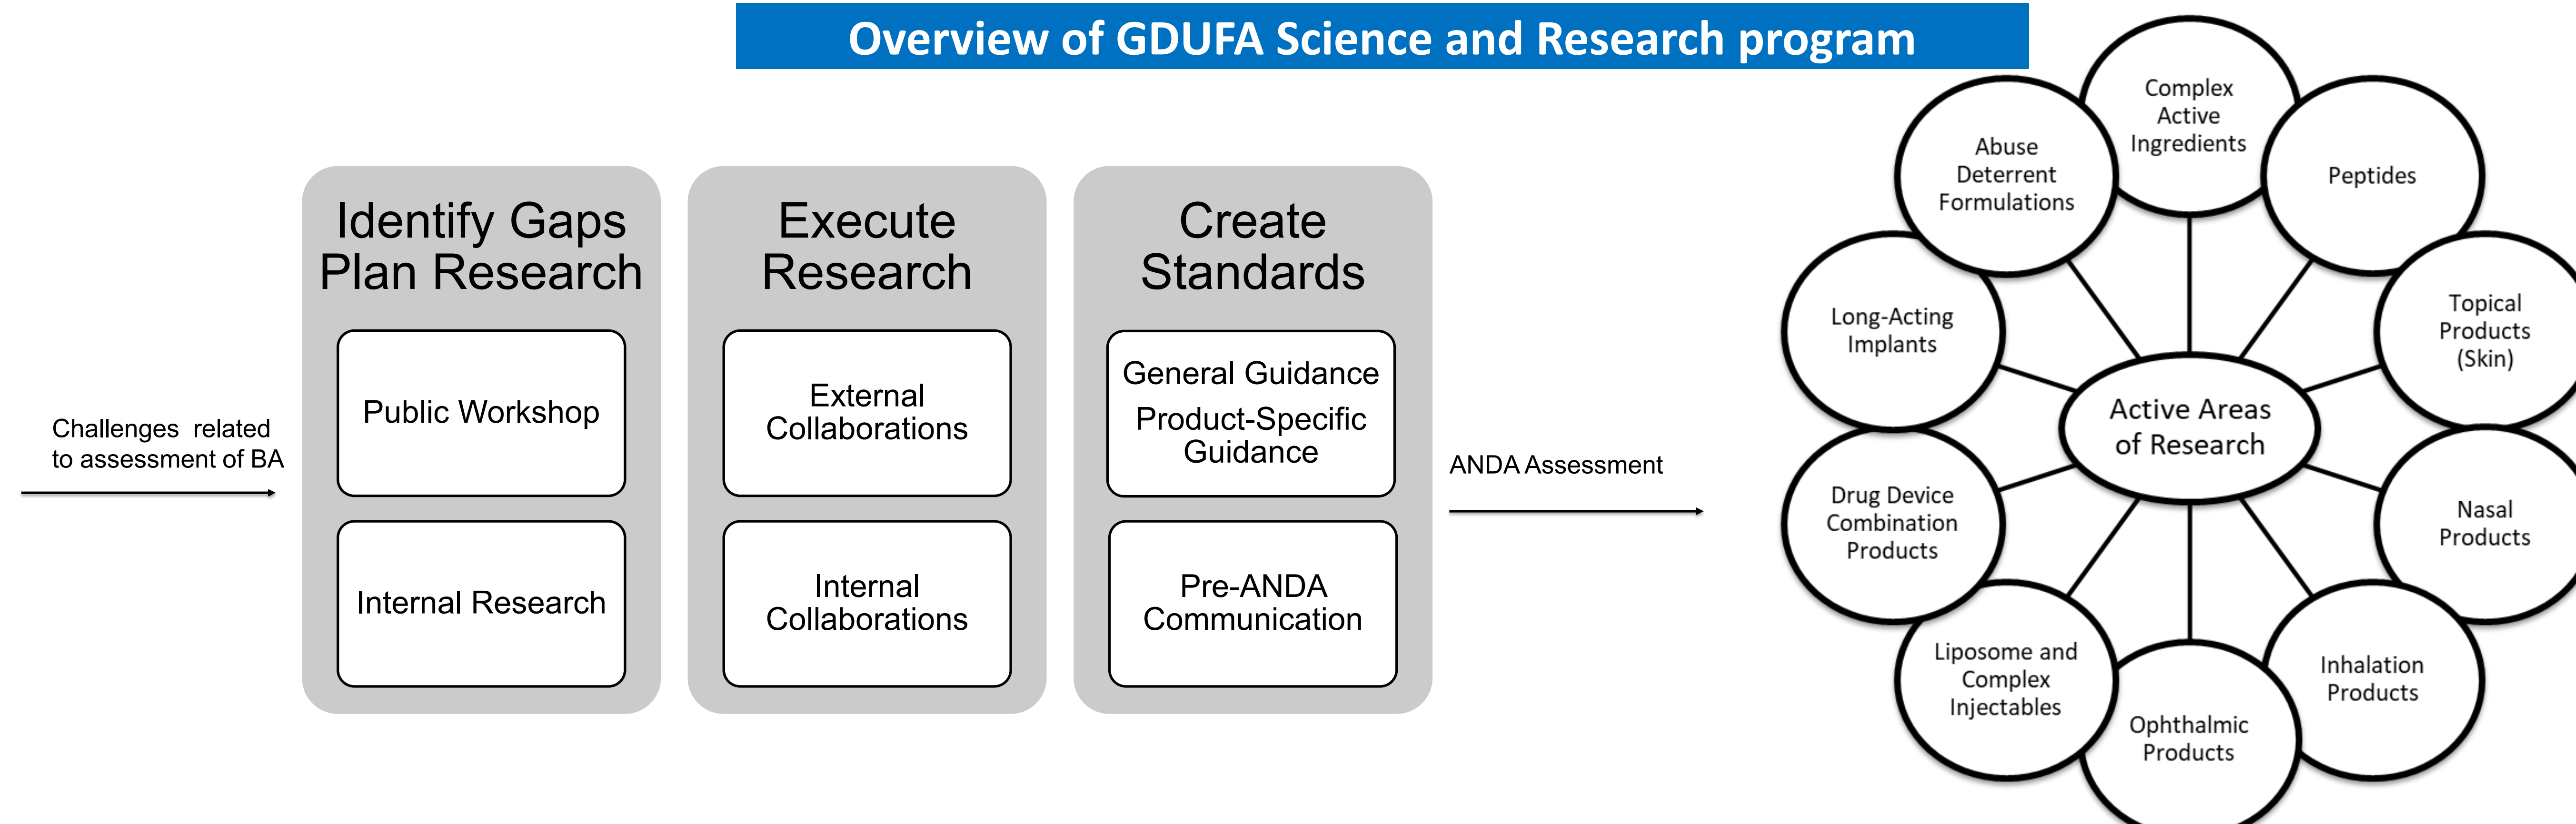 Overview of GDUFA Science and Research program
Challenges  related
to assessment of BA
Identify Gaps
Plan Research
Public Workshop
Internal Research
Execute
Research
External
Collaborations
Internal
Collaborations
Create
Standards
General Guidance
Product-Specific
Guidance
Pre-ANDA
Communication
ANDA Assessment
Active Areas
of Research
Complex
Active
Ingredients
Peptides
Topical
Products
(Skin)
Nasal
Products
Inhalation
Products
Ophthalmic
Products
Liposome and
Complex
Injectables
Drug Device
Combination
Products
Long-Acting
Implants
Abuse
Deterrent
Formulations